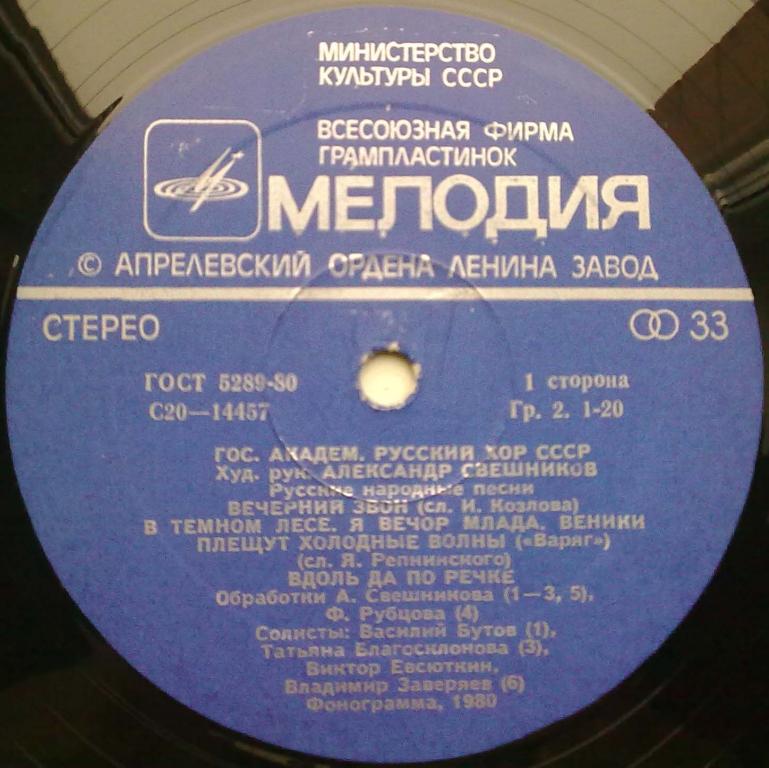 МИНИСТЕРСТВО
КУЛЬТУРЫ СССР
ВСЕСОЮЗНАЯ ФИРМА
ГРАМПЛАСТИНОК
МЕЛОДИЯ
© АПРЕЛЕВСКИЙ ОРДЕНА ЛЕНИНА ЗАВОД
СТЕРЕО 33
ГОСТ 5289-80 1 сторона
С20—14457 Гр. 2. 1-20
ГОС. АКАДЕМ. РУССКИЙ ХОР СССР
Худ. рук. АЛЕКСАНДР СВЕШНИКОВ
Русские народные песни
ВЕЧЕРНИЙ ЗВОН (сл. И. Козлова)
В ТЕМНОМ ЛЕСЕ. Я ВЕЧОР МЛАДА. ВЕНИКИ
ПЛЕЩУТ ХОЛОДНЫЕ ВОЛНЫ («Варяг»)
(сл. Я. Репнинского)
ВДОЛЬ ДА ПО РЕЧКЕ
Обработки А. Свешникова (1—3, 5),
Ф. Рубцова (4)
Солисты: Василий Бутов (1),
Татьяна Благосклонова (3),
Виктор Евсюткин,
Владимир Заверяев (6)
Фонограмма, 1980